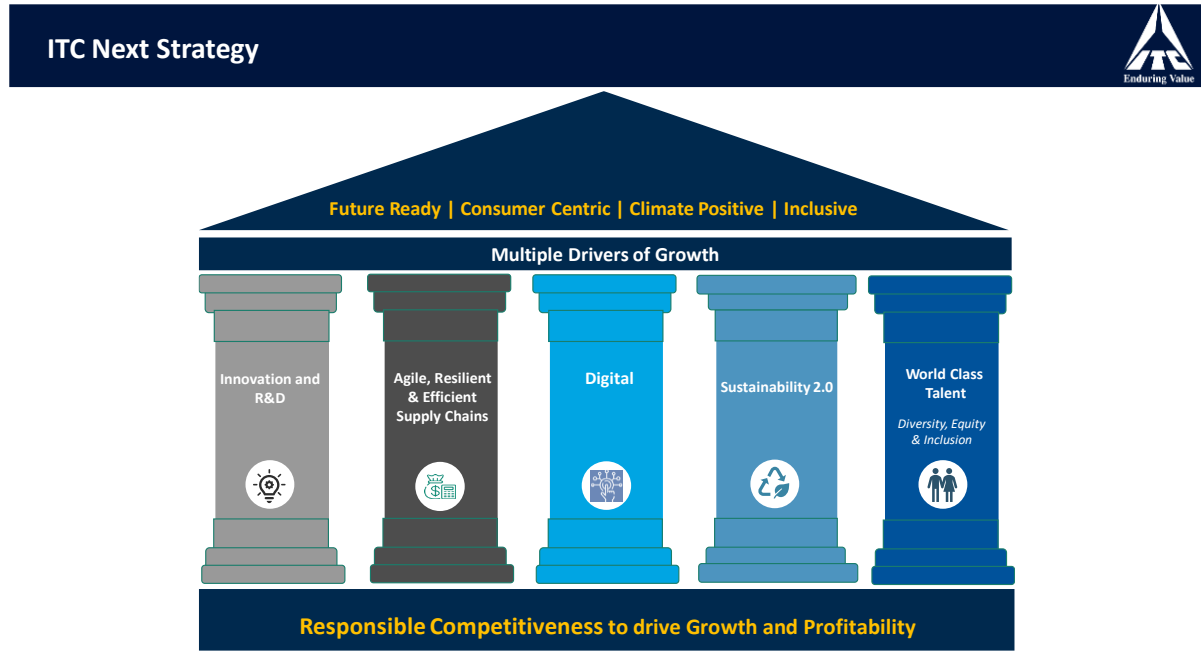 ITC Next Strategy
ITC
Enduring Value
Future Ready | Consumer Centric | Climate Positive | Inclusive
Multiple Drivers of Growth
Innovation and
R&D
Agile, Resilient
& Efficient
Supply Chains
Digital
Sustainability 2.0
World Class
Talent
Diversity, Equity
& Inclusion
Responsible Competitiveness to drive Growth and Profitability